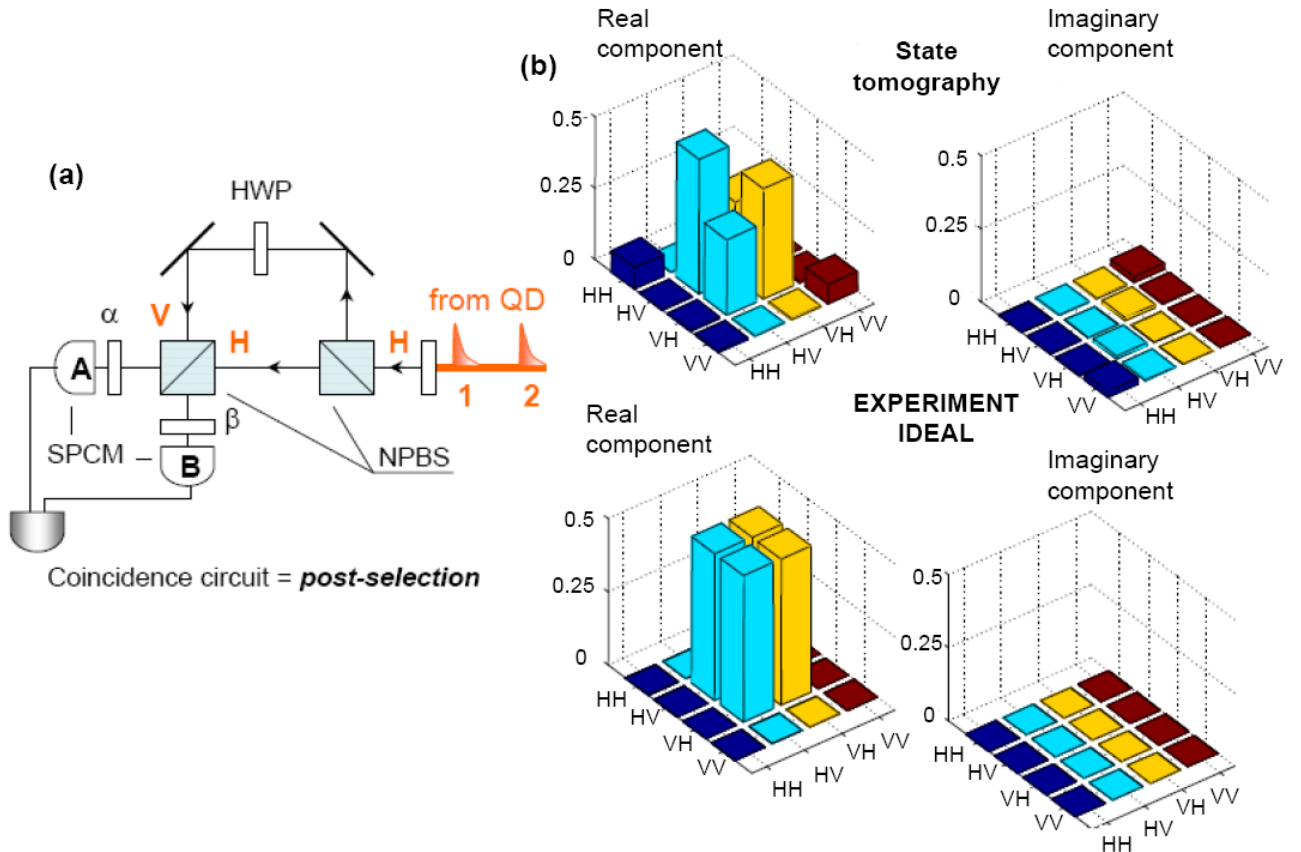 (a)
HWP
α
V
H
H
from QD
A
1
2
β
SPCM
B
NPBS
Coincidence circuit = post-selection
(b)
Real
component
State
tomography
Imaginary
component
0.5
0.25
0
HH
HV
VH
VV
HH
HV
VH
VV
0.5
0.25
0
HH
HV
VH
VV
HH
HV
VH
VV
EXPERIMENT
IDEAL
Real
component
Imaginary
component
0.5
0.25
0
HH
HV
VH
VV
HH
HV
VH
VV
0.5
0.25
0
HH
HV
VH
VV
HH
HV
VH
VV